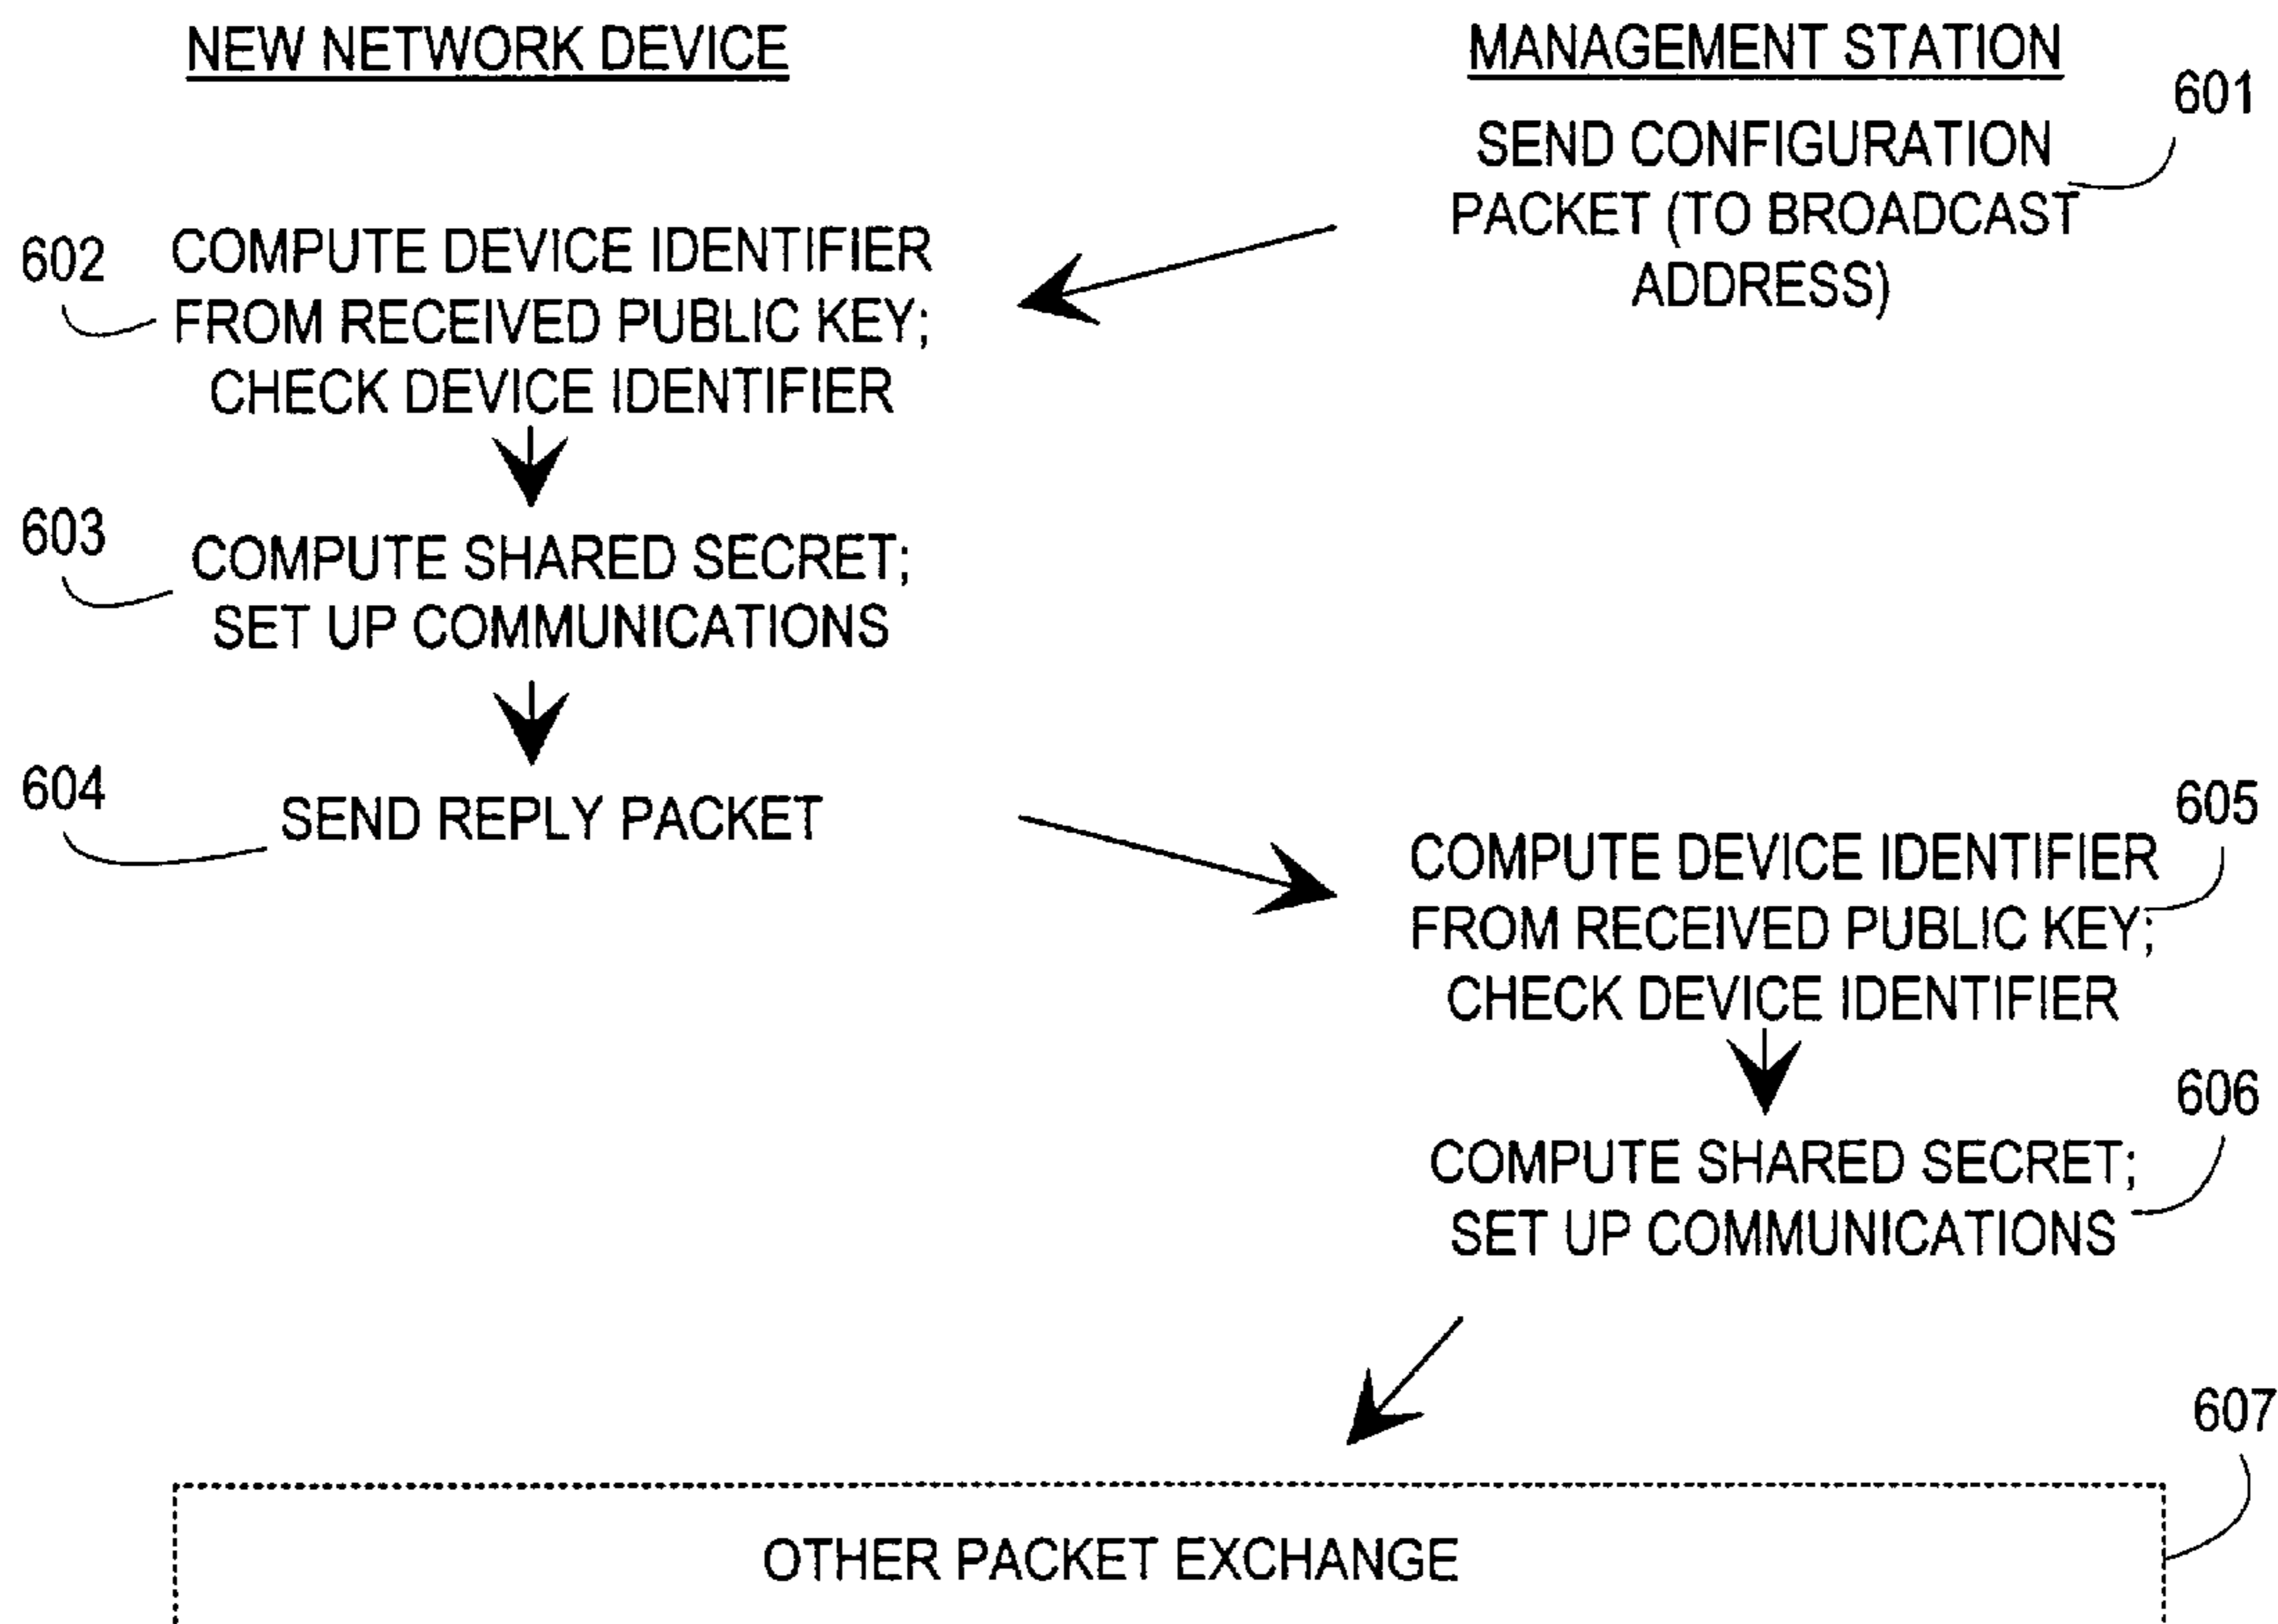 NEW NETWORK DEVICE
MANAGEMENT STATION
601
SEND CONFIGURATION
PACKET (TO BROADCAST
ADDRESS)
602
COMPUTE DEVICE IDENTIFIER
FROM RECEIVED PUBLIC KEY;
CHECK DEVICE IDENTIFIER
603
COMPUTE SHARED SECRET;
SET UP COMMUNICATIONS
604
SEND REPLY PACKET
605
COMPUTE DEVICE IDENTIFIER
FROM RECEIVED PUBLIC KEY;
CHECK DEVICE IDENTIFIER
606
COMPUTE SHARED SECRET;
SET UP COMMUNICATIONS
607
OTHER PACKET EXCHANGE